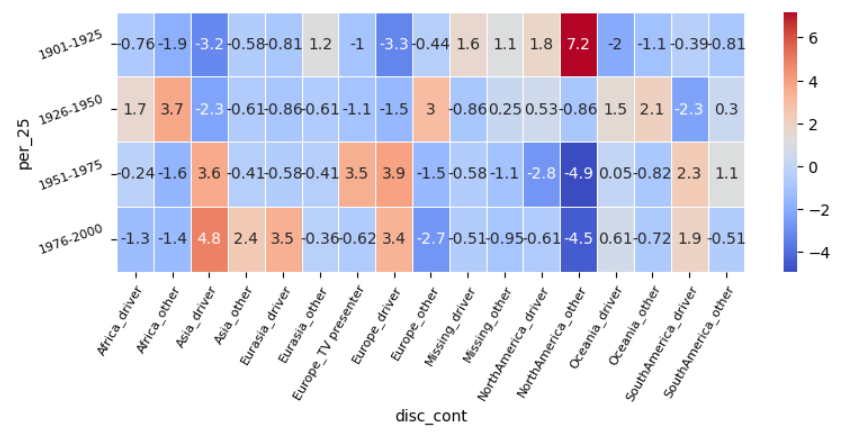 1901-1925 -0.76 -1.9 -3.2 -0.58 -0.81 1.2 -1 -3.3 -0.44 1.6 1.1 1.8 7.2 -2 -1.1 -0.39 -0.81
1926-1950 1.7 3.7 -2.3 -0.61 -0.86 -0.61 -1.1 -1.5 3 -0.86 0.25 0.53 -0.86 1.5 2.1 -2.3 0.3
1951-1975 -0.24 -1.6 3.6 -0.41 -0.58 -0.41 3.5 3.9 -1.5 -0.58 -1.1 -2.8 -4.9 0.05 -0.82 2.3 1.1
1976-2000 -1.3 -1.4 4.8 2.4 3.5 -0.36 -0.62 3.4 -2.7 -0.51 -0.95 -0.61 -4.5 0.61 -0.72 1.9 -0.51
per_25
Africa_driver
Africa_other
Asia_driver
Asia_other
Eurasia_driver
Eurasia_other
Europe_TV presenter
Europe_driver
Europe_other
Missing_driver
Missing_other
NorthAmerica_driver
NorthAmerica_other
Oceania_driver
Oceania_other
SouthAmerica_driver
SouthAmerica_other
disc_cont
6
4
2
0
−2
−4